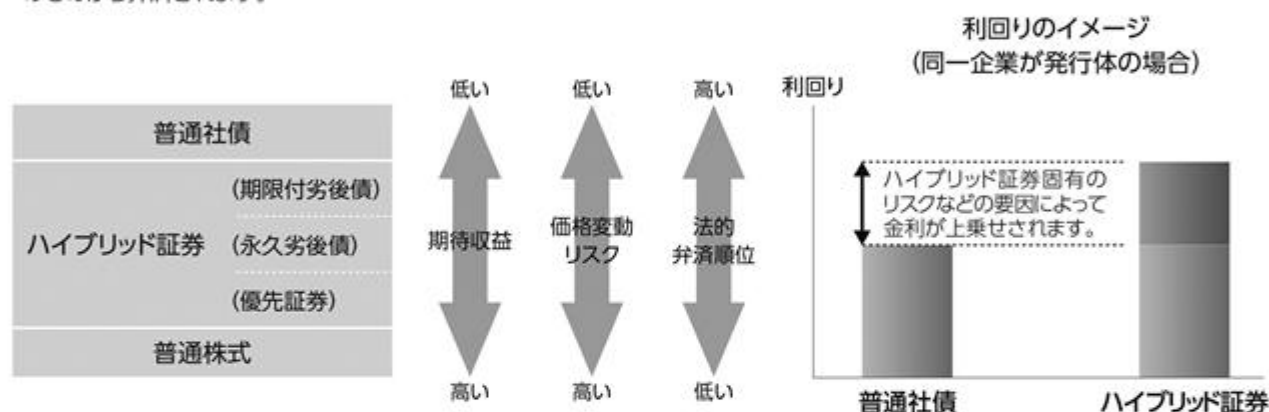 利回りのイメージ
(同一企業が発行体の場合)
普通社債
ハイブリッド証券
(期限付劣後債)
(永久劣後債)
(優先証券)
普通株式
低い
期待収益
高い
低い
価格変動
リスク
高い
高い
法的
弁済順位
低い
利回り
ハイブリッド証券固有の
リスクなどの要因によって
金利が上乗せされます。
普通社債
ハイブリッド証券